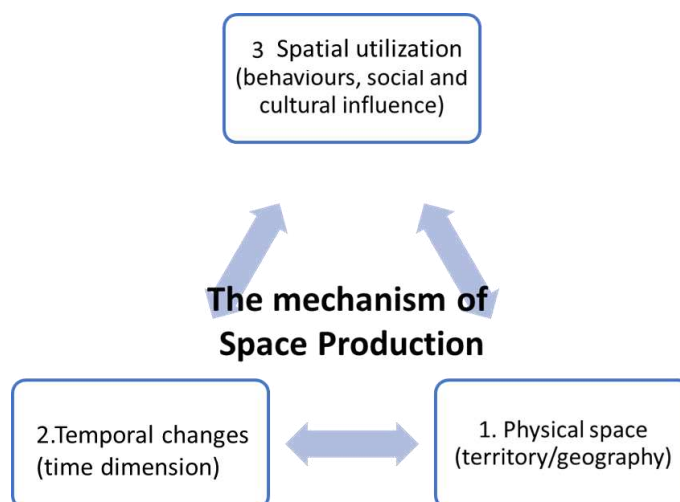 3 Spatial utilization
(behaviours, social and
cultural influence)
The mechanism of
Space Production
2.Temporal changes
(time dimension)
1. Physical space
(territory/geography)